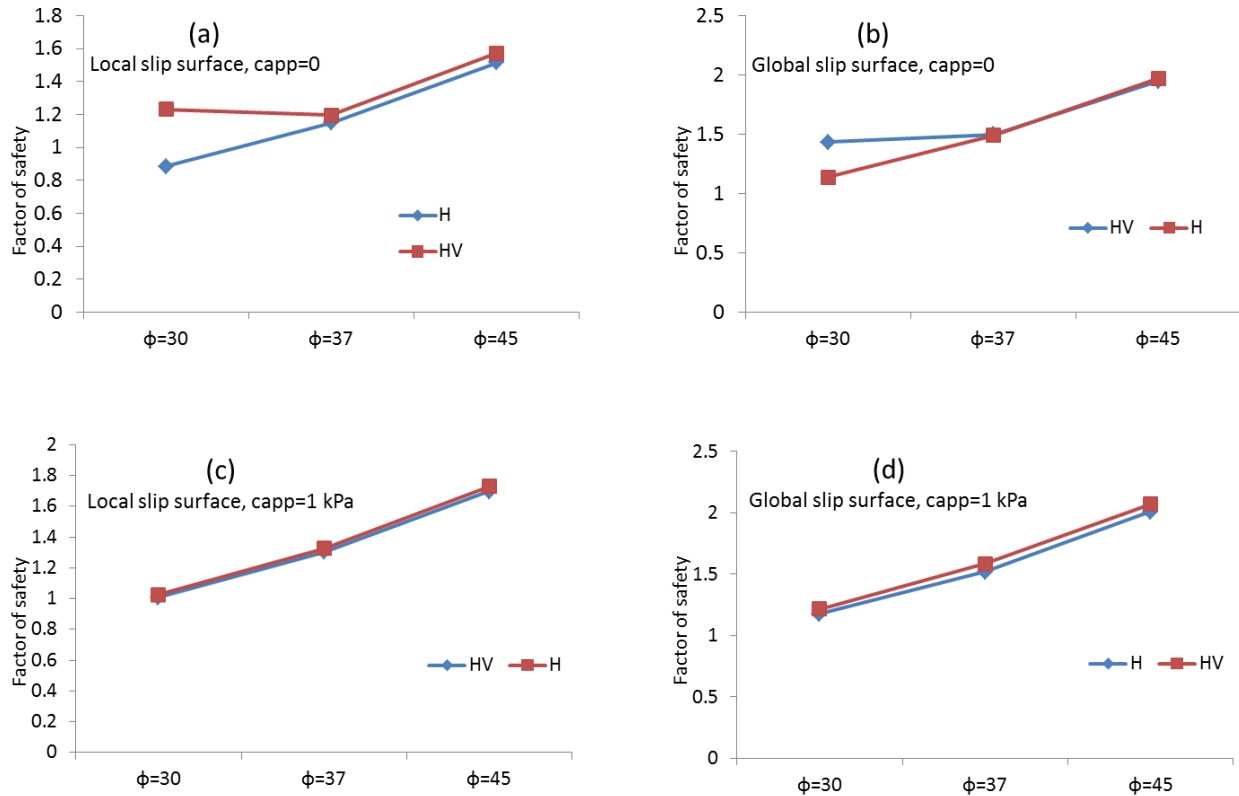 (a)
Local slip surface, capp=0
Factor of safety
1.8
1.6
1.4
1.2
1
0.8
0.6
0.4
0.2
0
H
HV
ϕ=30
ϕ=37
ϕ=45
(b)
Global slip surface, capp=0
Factor of safety
2.5
2
1.5
1
0.5
0
HV
H
ϕ=30
ϕ=37
ϕ=45
(c)
Local slip surface, capp=1 kPa
Factor of safety
2
1.8
1.6
1.4
1.2
1
0.8
0.6
0.4
0.2
0
HV
H
ϕ=30
ϕ=37
ϕ=45
(d)
Global slip surface, capp=1 kPa
Factor of safety
2.5
2
1.5
1
0.5
0
H
HV
ϕ=30
ϕ=37
ϕ=45